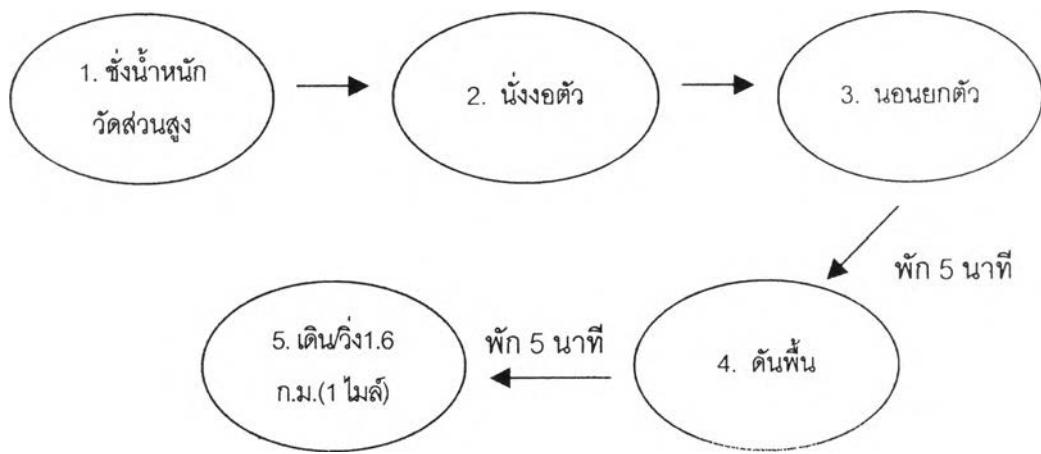 1. ชั่งน้ำหนัก
วัดส่วนสูง
2. นั่งงอตัว
3. นอนยกตัว
พัก 5 นาที
4. ดันพื้น
พัก 5 นาที
5. เดิน/วิ่ง1.6
ก.ม.(1 ไมล์)